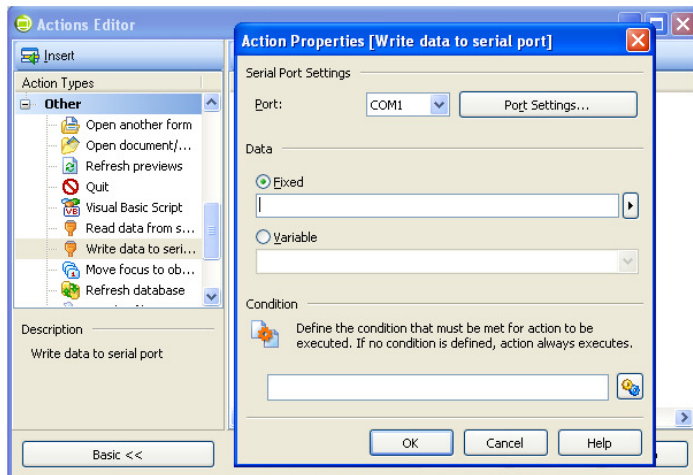 Actions Editor
Insert
Action Types
Other
Open another form
Open document/...
Refresh previews
Quit
Visual Basic Script
Read data from s...
Write data to seri...
Move focus to ob...
Refresh database
Description
Write data to serial port
Basic <<
Action Properties [Write data to serial port]
Serial Port Settings
Port:
COM1
Port Settings...
Data
Fixed
Variable
Condition
Define the condition that must be met for action to be
executed. If no condition is defined, action always executes.
OK
Cancel
Help